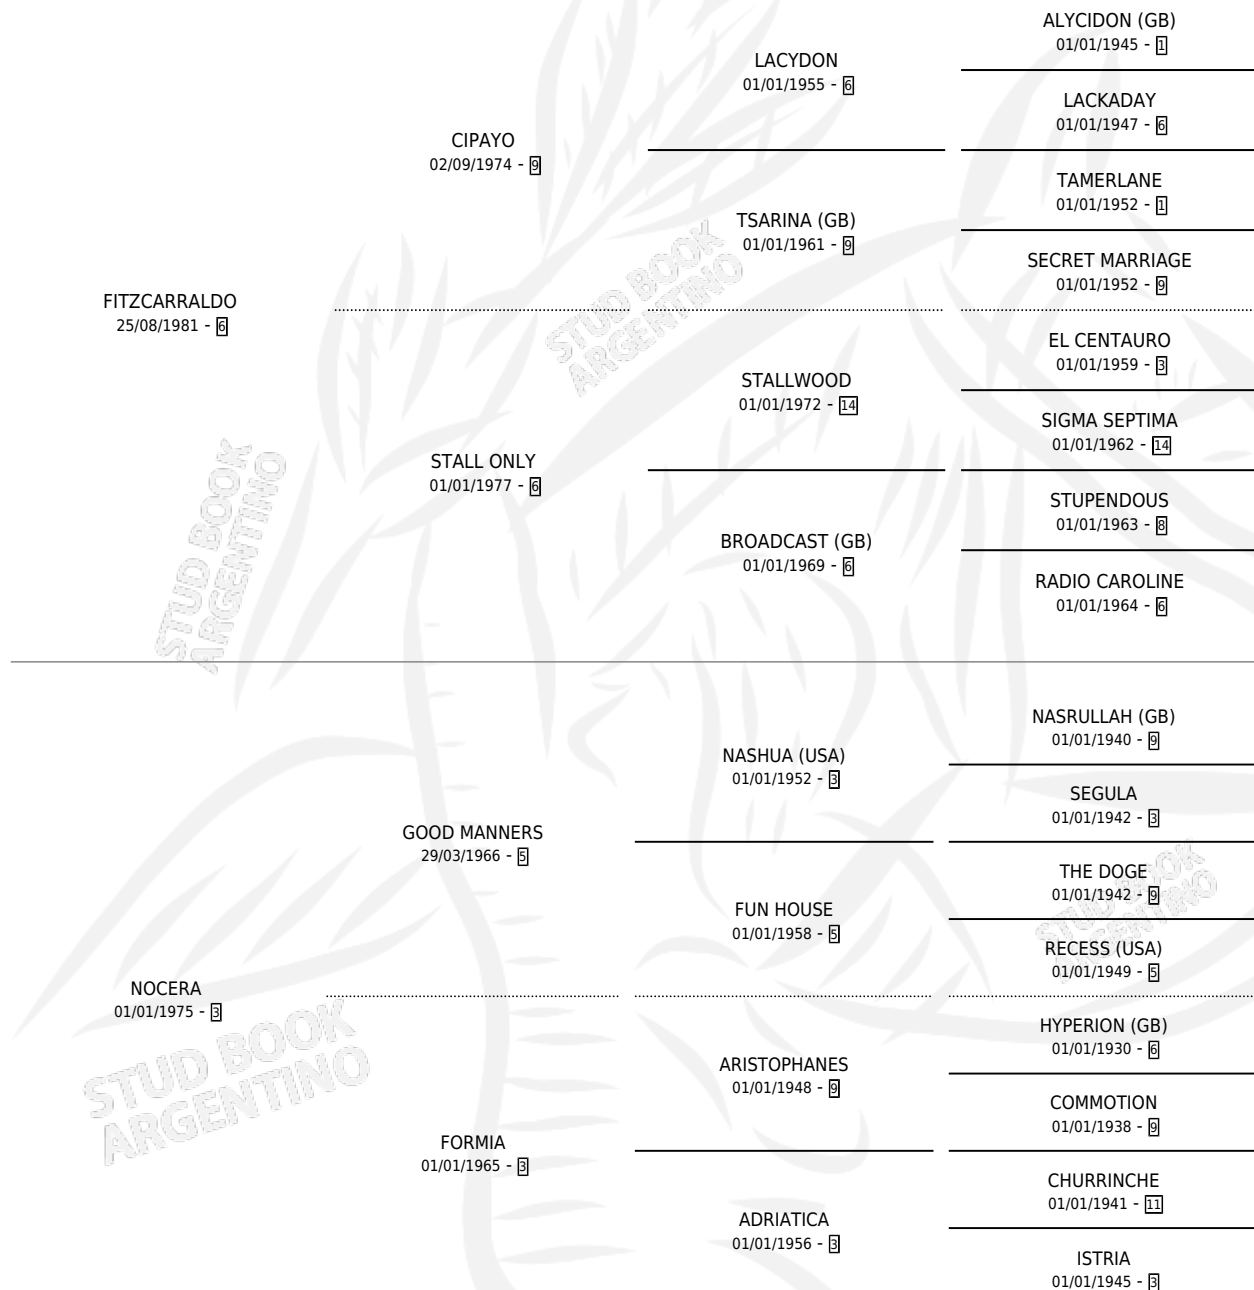 ALYCIDON (GB)
01/01/1945 - 1
LACYDON
01/01/1955 - 6
LACKADAY
01/01/1947 - 6
CIPAYO
02/09/1974 - 9
TAMERLANE
01/01/1952 - 1
TSARINA (GB)
01/01/1961 - 9
SECRET MARRIAGE
01/01/1952 - 9
STUD BOOK
ARGENTINO
FITZCARRALDO
25/08/1981 - 6
EL CENTAURO
01/01/1959 - 3
STALLWOOD
01/01/1972 - 14
SIGMA SEPTIMA
01/01/1962 - 14
STALL ONLY
01/01/1977 - 6
STUPENDOUS
01/01/1963 - 8
BROADCAST (GB)
01/01/1969 - 6
RADIO CAROLINE
01/01/1964 - 6
STUD BOOK
ARGENTINO
NASRULLAH (GB)
01/01/1940 - 9
NASHUA (USA)
01/01/1952 - 3
SEGULA
01/01/1942 - 3
GOOD MANNERS
29/03/1966 - 5
THE DOGE
01/01/1942 - 9
FUN HOUSE
01/01/1958 - 5
RECESS (USA)
01/01/1949 - 5
STUD BOOK
ARGENTINO
NOCERA
01/01/1975 - 3
HYPERION (GB)
01/01/1930 - 6
ARISTOPHANES
01/01/1948 - 9
COMMOTION
01/01/1938 - 9
STUD BOOK
ARGENTINO
FORMIA
01/01/1965 - 3
CHURRINCHE
01/01/1941 - 11
ADRIATICA
01/01/1956 - 3
ISTRIA
01/01/1945 - 3